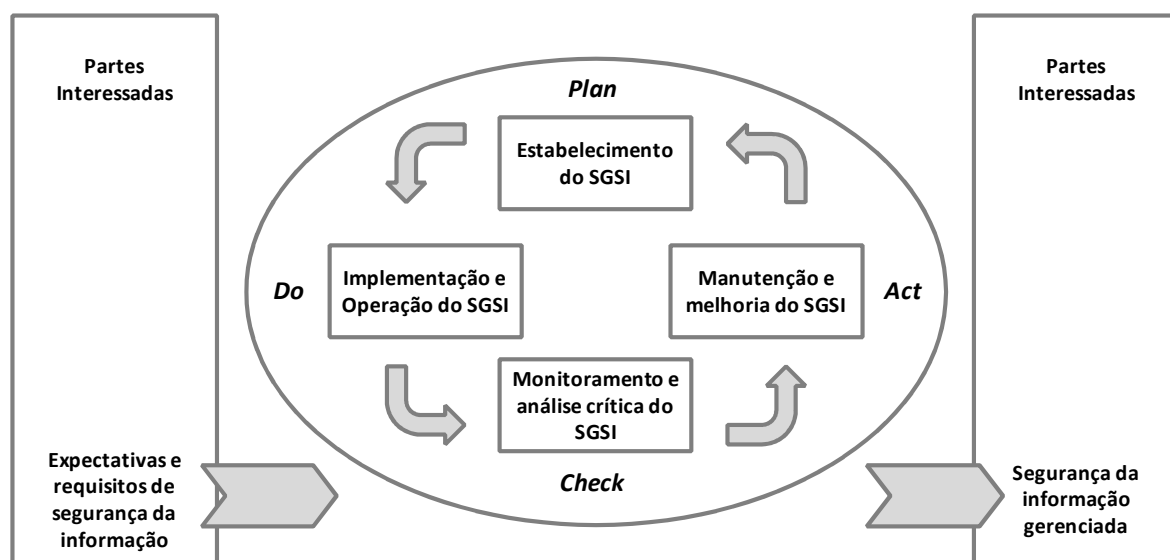 Partes
Interessadas
Expectativas e
requisitos de
segurança da
informação
Plan
Estabelecimento
do SGSI
Do
Implementação e
Operação do SGSI
Manutenção e
melhoria do SGSI
Act
Monitoramento e
análise crítica do
SGSI
Check
Partes
Interessadas
Segurança da
informação
gerenciada